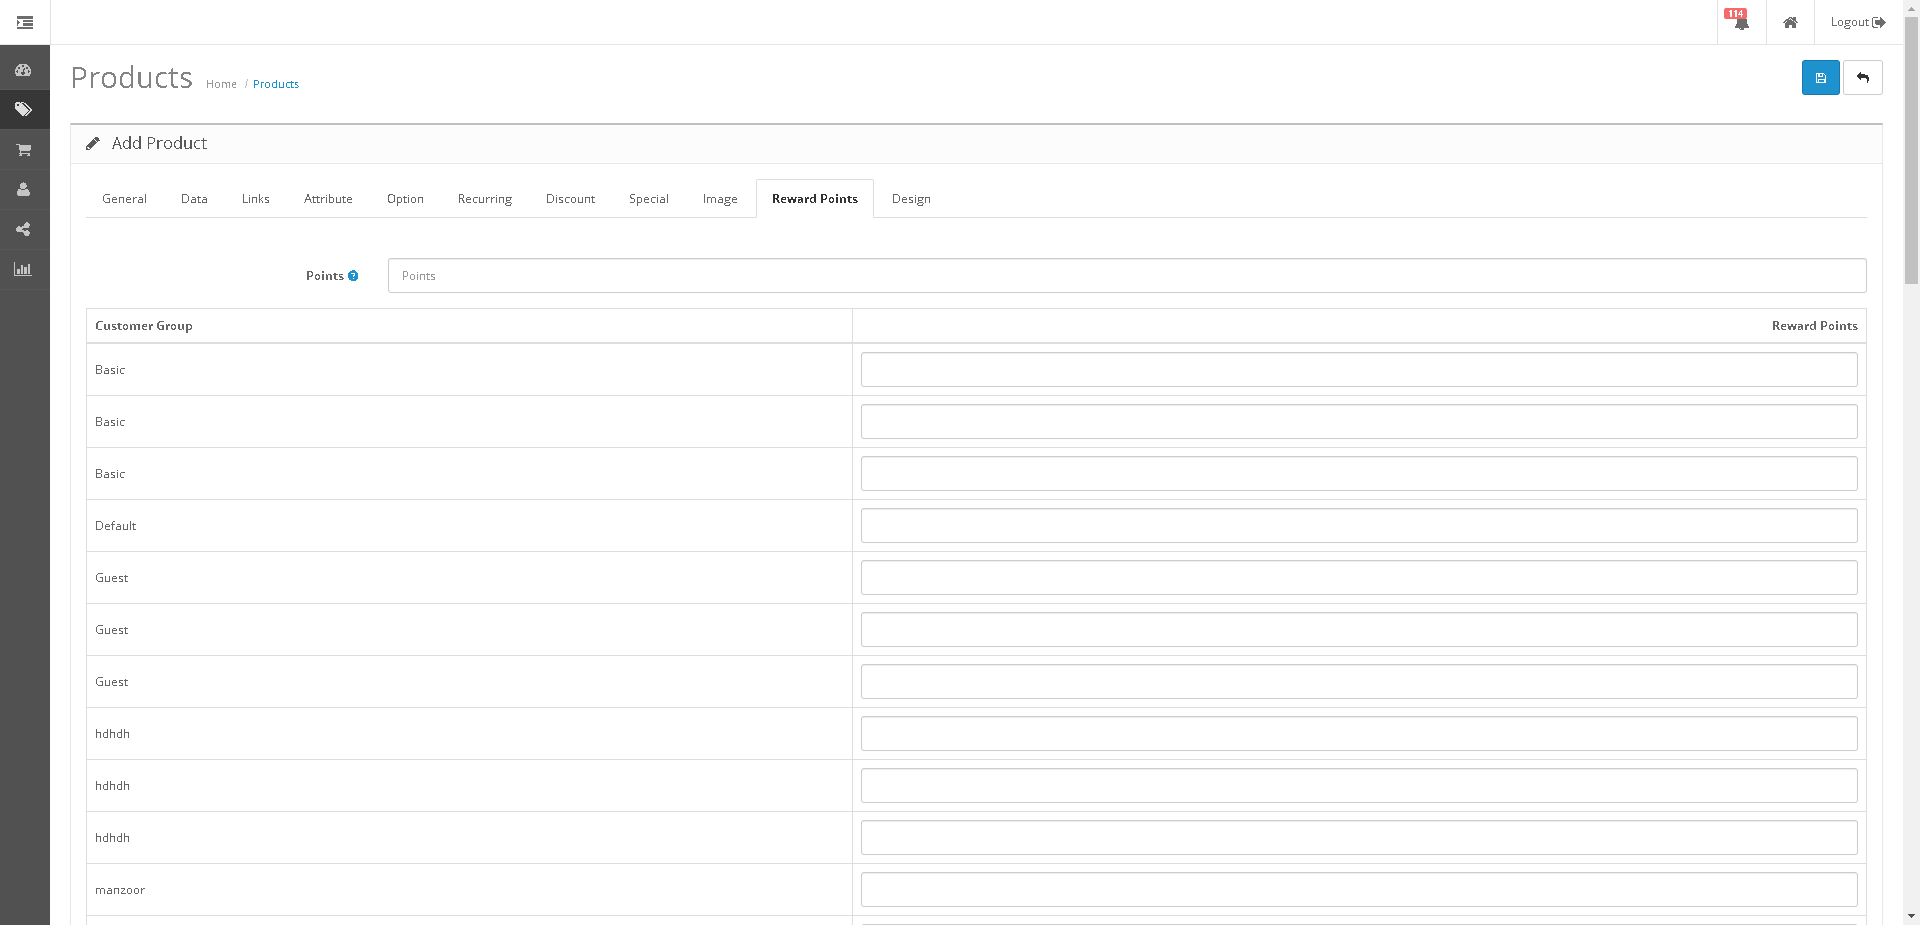 114
Logout
Products
Home / Products
Add Product
General Data Links Attribute Option Recurring Discount Special Image Reward Points Design
Points ? Points
Customer Group Reward Points
Basic
Basic
Basic
Default
Guest
Guest
Guest
hdhdh
hdhdh
hdhdh
manzoor